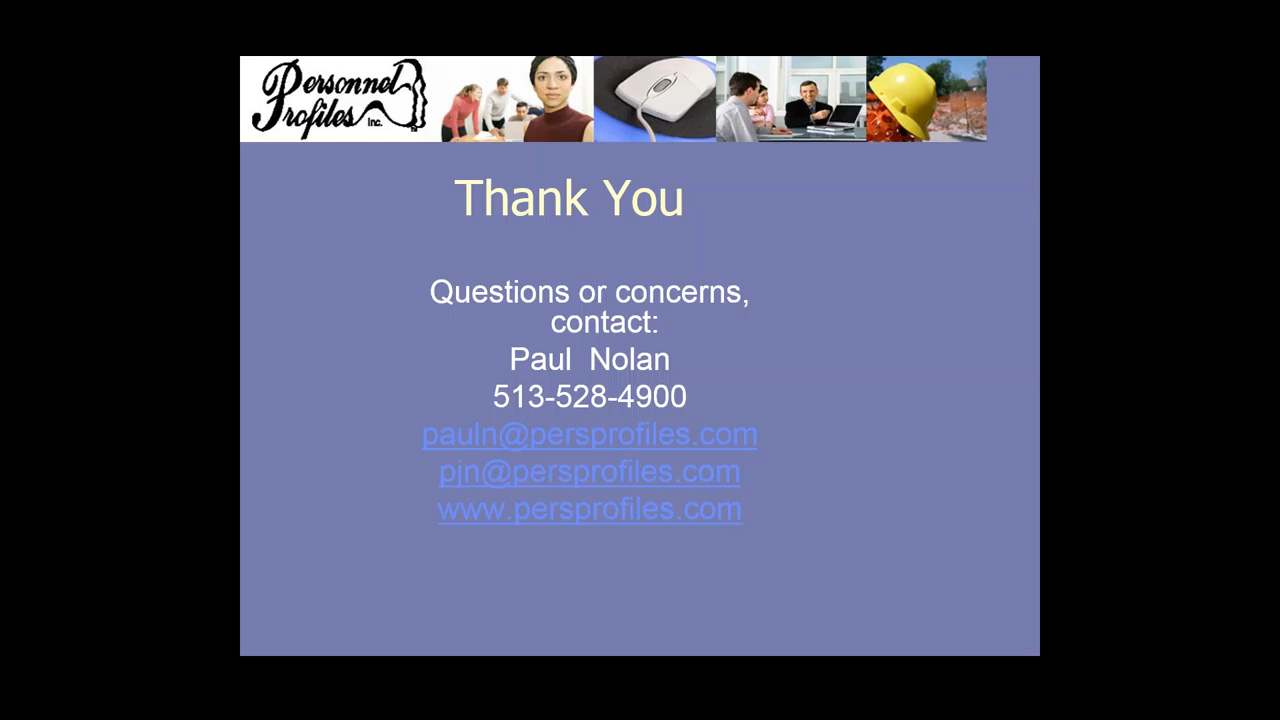 Personnel
Profiles Inc.
Thank You
Questions or concerns,
contact:
Paul Nolan
513-528-4900
pauln@persprofiles.com
pjn@persprofiles.com
www.persprofiles.com